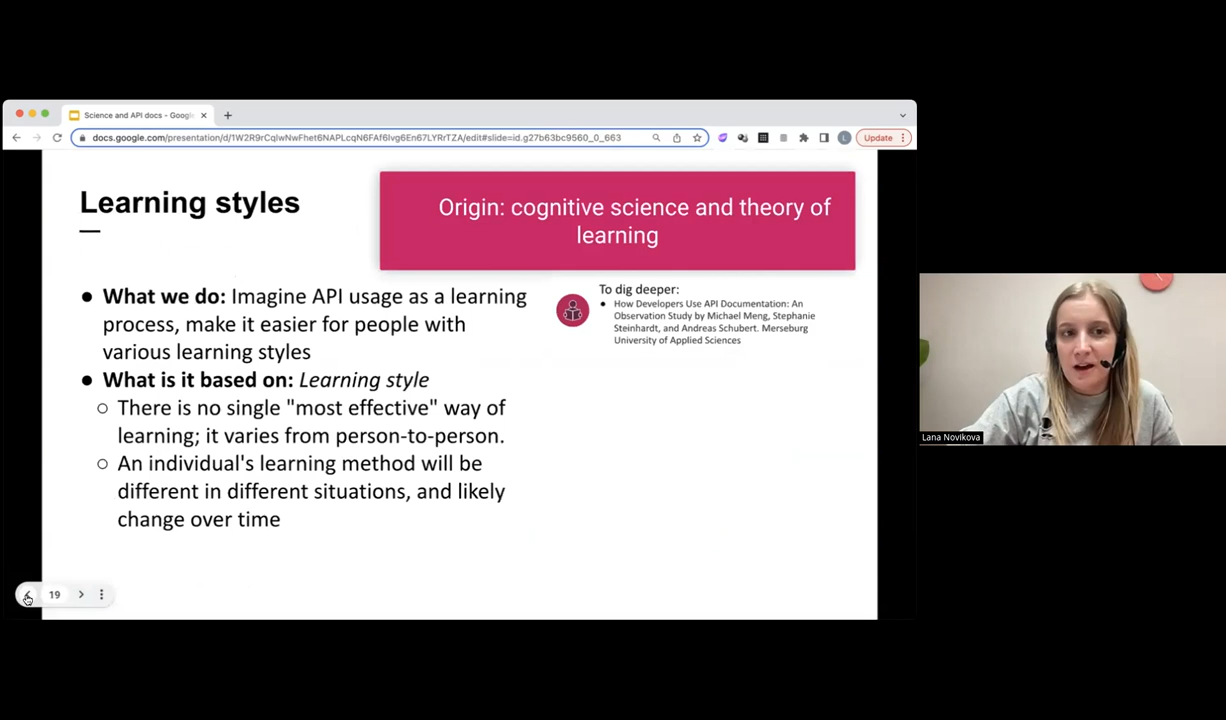 Science and API docs - Googl
docs.google.com/presentation/d/1W2R9rCqlwNwFhet6NAPLcqN6FAf6lvg6En67LYRrTZA/edit#slide=id.g27b63bc9560_0_663
L
Update
Learning styles
Origin: cognitive science and theory of
learning
● What we do: Imagine API usage as a learning
process, make it easier for people with
various learning styles
● What is it based on: Learning style
○ There is no single "most effective" way of
learning; it varies from person-to-person.
○ An individual's learning method will be
different in different situations, and likely
change over time
To dig deeper:
● How Developers Use API Documentation: An
Observation Study by Michael Meng, Stephanie
Steinhardt, and Andreas Schubert. Merseburg
University of Applied Sciences
19
Lana Novikova